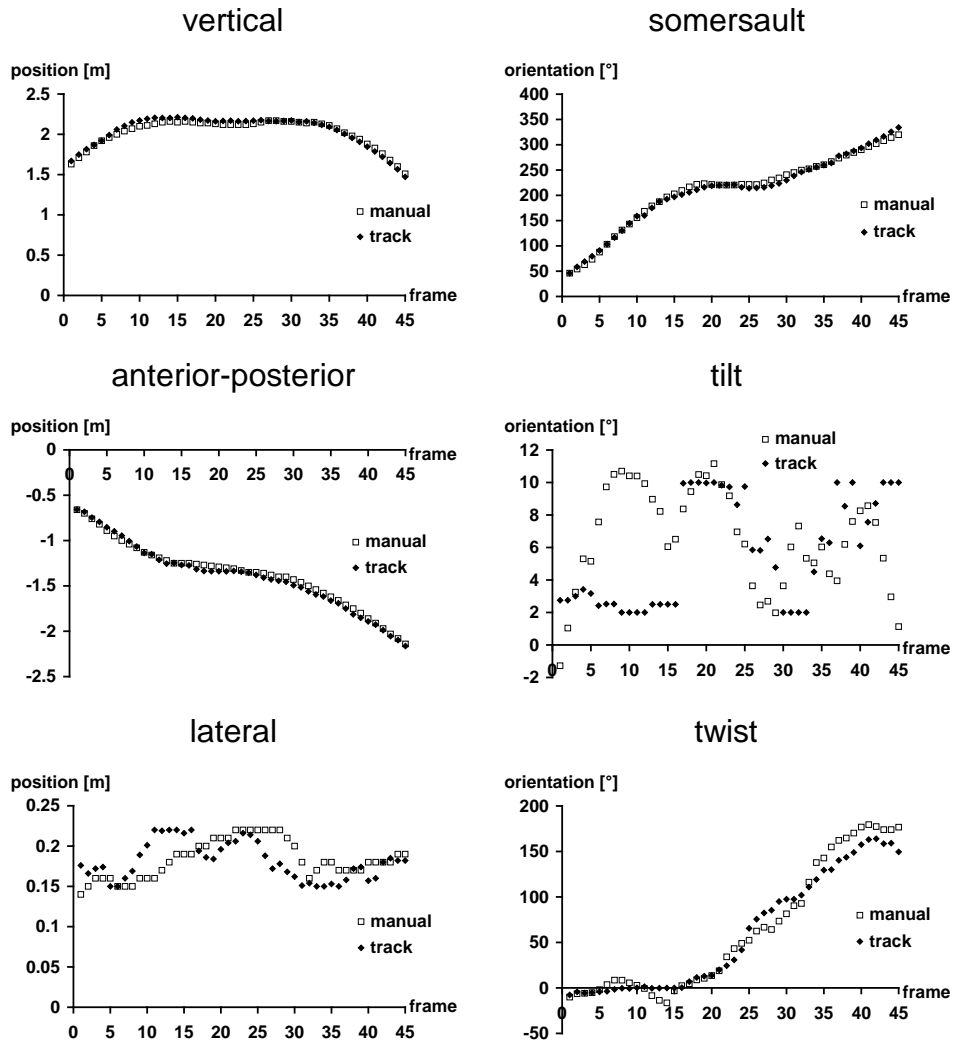 vertical
position [m]
2.5
2
1.5
1
0.5
0
0 5 10 15 20 25 30 35 40 45
frame
manual
track
somersault
orientation [°]
400
350
300
250
200
150
100
50
0
0 5 10 15 20 25 30 35 40 45
frame
manual
track
anterior-posterior
position [m]
0
-0.5
-1
-1.5
-2
-2.5
0 5 10 15 20 25 30 35 40 45
frame
manual
track
tilt
orientation [°]
12
10
8
6
4
2
0
-2
0 5 10 15 20 25 30 35 40 45
frame
manual
track
lateral
position [m]
0.25
0.2
0.15
0.1
0.05
0
0 5 10 15 20 25 30 35 40 45
frame
manual
track
twist
orientation [°]
200
150
100
50
0
-50
0 5 10 15 20 25 30 35 40 45
frame
manual
track